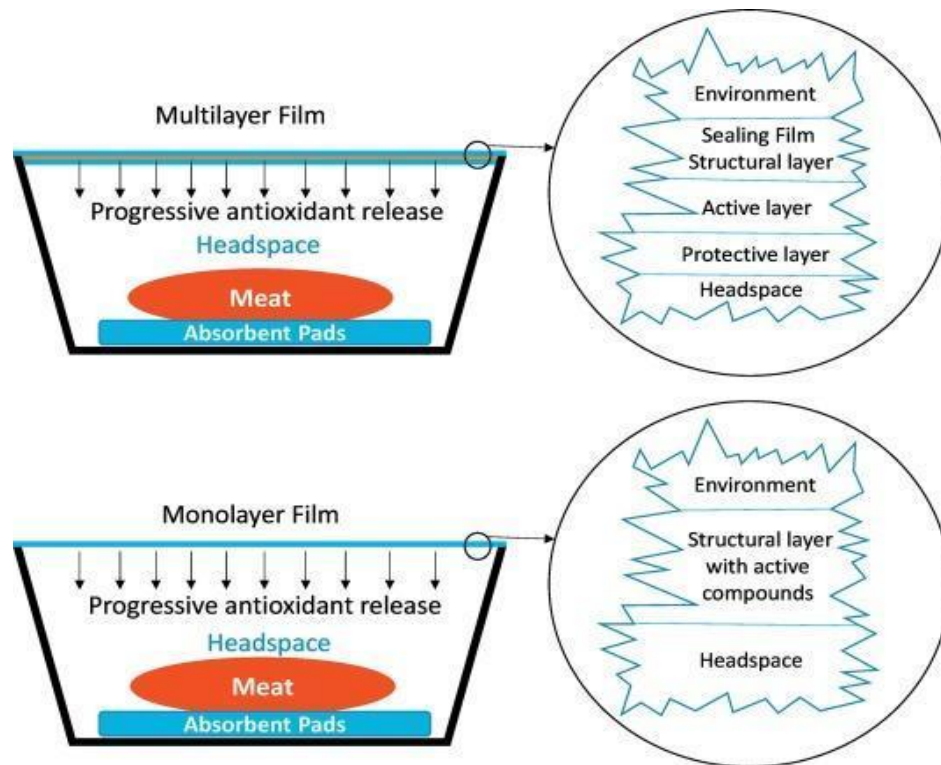 Multilayer Film
Progressive antioxidant release
Headspace
Meat
Absorbent Pads
Environment
Sealing Film
Structural layer
Active layer
Protective layer
Headspace
Monolayer Film
Progressive antioxidant release
Headspace
Meat
Absorbent Pads
Environment
Structural layer
with active
compounds
Headspace